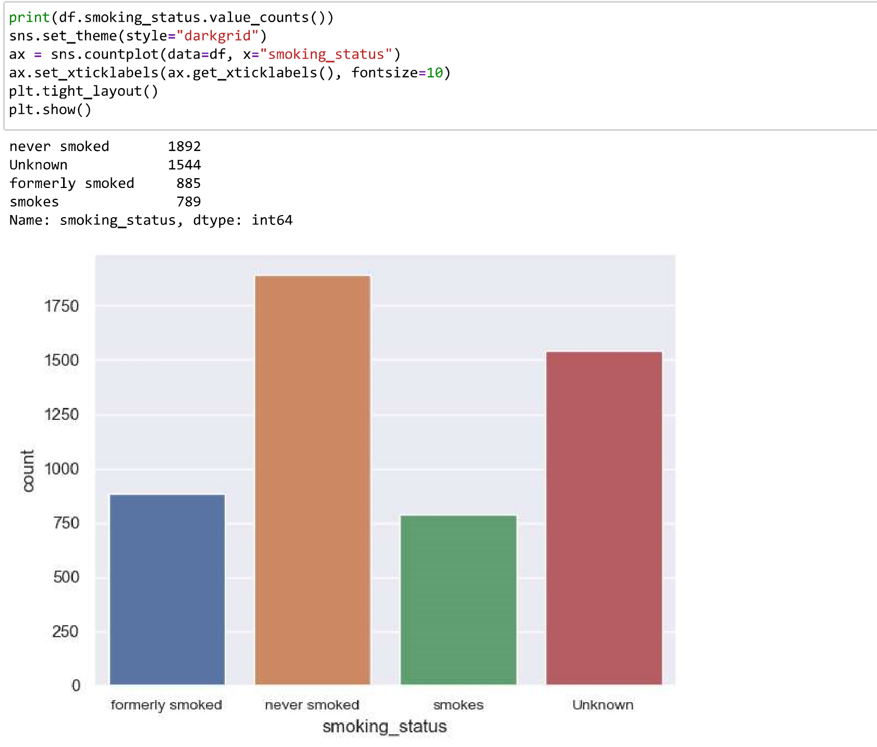 print(df.smoking_status.value_counts())
sns.set_theme(style="darkgrid")
ax = sns.countplot(data=df, x="smoking_status")
ax.set_xticklabels(ax.get_xticklabels(), fontsize=10)
plt.tight_layout()
plt.show()
never smoked       1892
Unknown            1544
formerly smoked     885
smokes              789
Name: smoking_status, dtype: int64
1750
1500
1250
1000
750
500
250
0
count
formerly smoked never smoked smokes Unknown
smoking_status